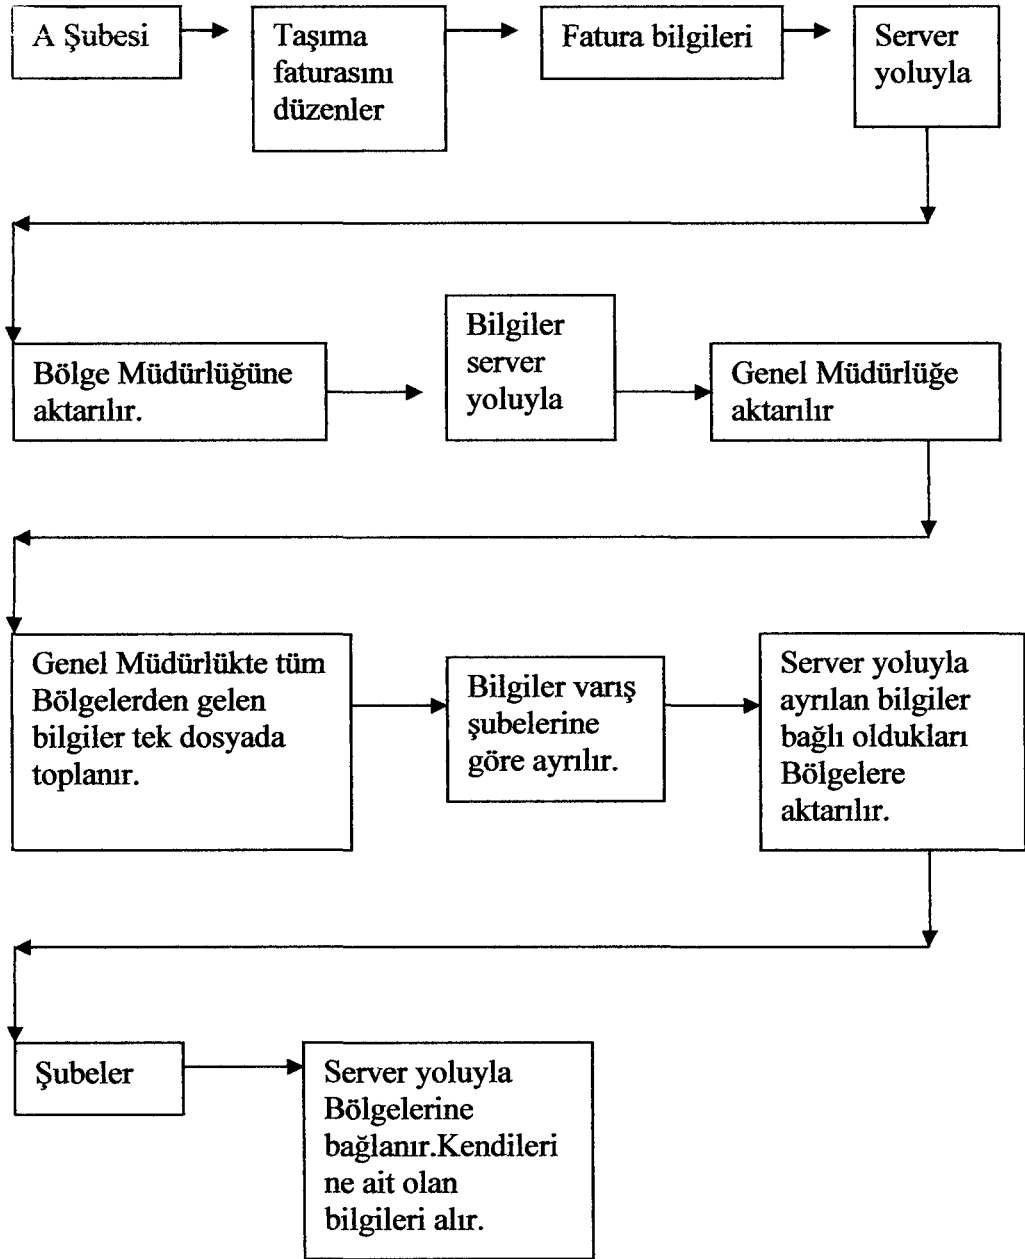 A Şubesi
Taşıma
faturasını
düzenler
Fatura bilgileri
Server
yoluyla
Bölge Müdürlüğüne
aktarılır.
Bilgiler
server
yoluyla
Genel Müdürlüğe
aktarılır
Genel Müdürlükte tüm
Bölgelerden gelen
bilgiler tek dosyada
toplanır.
Bilgiler varış
şubelerine
göre ayrılır.
Server yoluyla
ayrılan bilgiler
bağlı oldukları
Bölgelere
aktarılır.
Şubeler
Server yoluyla
Bölgelerine
bağlanır.Kendileri
ne ait olan
bilgileri alır.